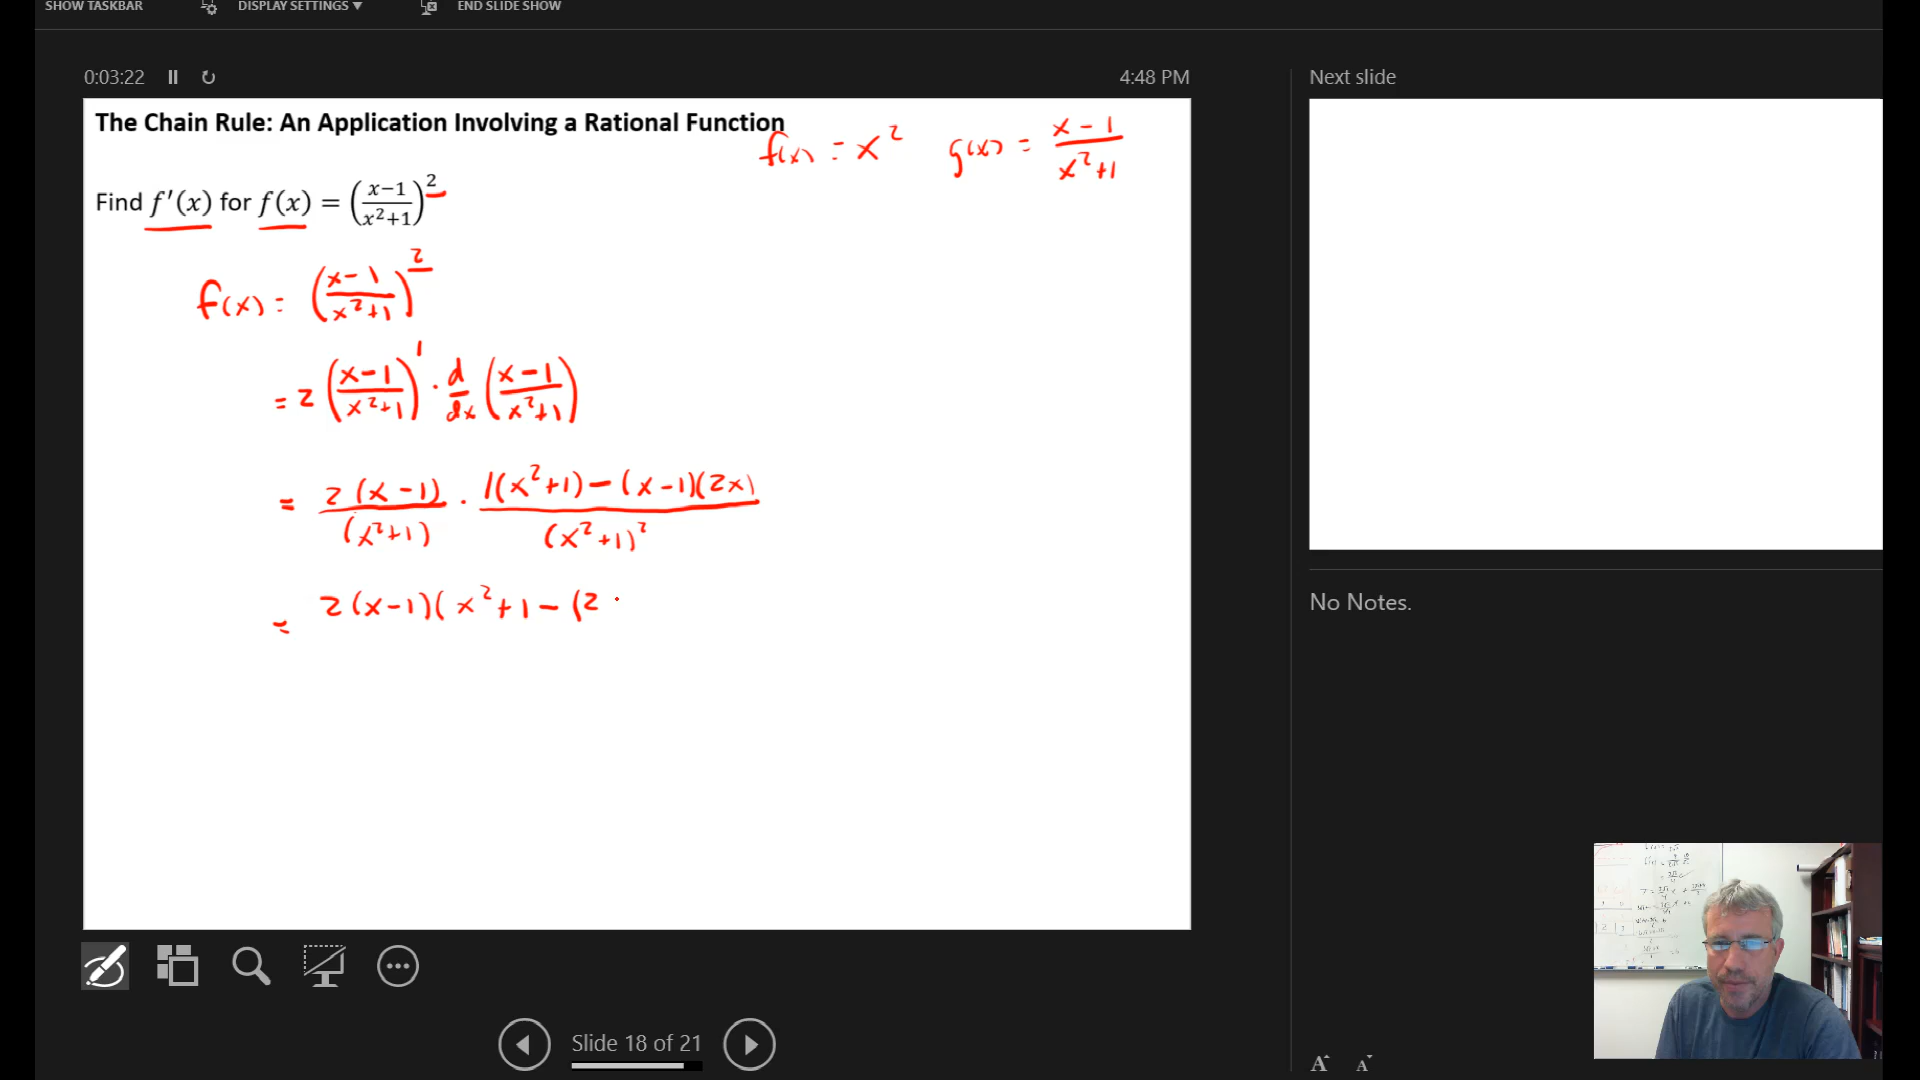 SHOW TASKBAR DISPLAY SETTINGS ▼ END SLIDE SHOW
0:03:22 4:48 PM
Next slide
The Chain Rule: An Application Involving a Rational Function
f(x) = x² g(x) = (x-1)/(x²+1)
Find f′(x) for f(x) = ((x−1)/(x²+1))²
f(x) = ((x-1)/(x²+1))²
= 2((x-1)/(x²+1))¹ · d/dx((x-1)/(x²+1))
= 2(x-1)/(x²+1) · 1(x²+1)-(x-1)(2x)/(x²+1)²
= 2(x-1)(x²+1-(2
No Notes.
Slide 18 of 21
A A